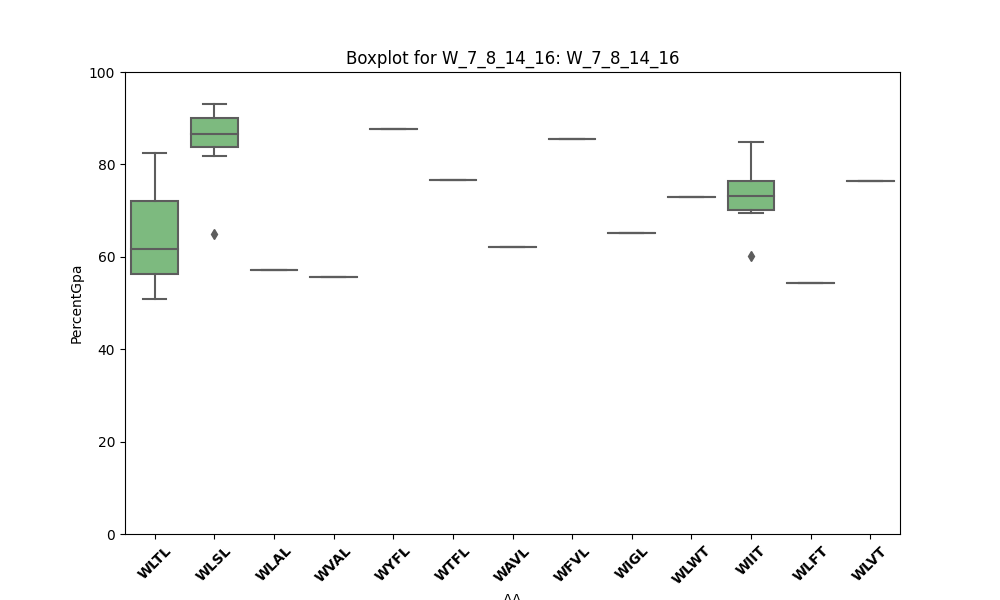 Boxplot for W_7_8_14_16: W_7_8_14_16
PercentGpa
100
80
60
40
20
0
WLTL
WLSL
WLAL
WVAL
WYFL
WTFL
WAVL
WFVL
WIGL
WLWT
WIIT
WLFT
WLVT
AA